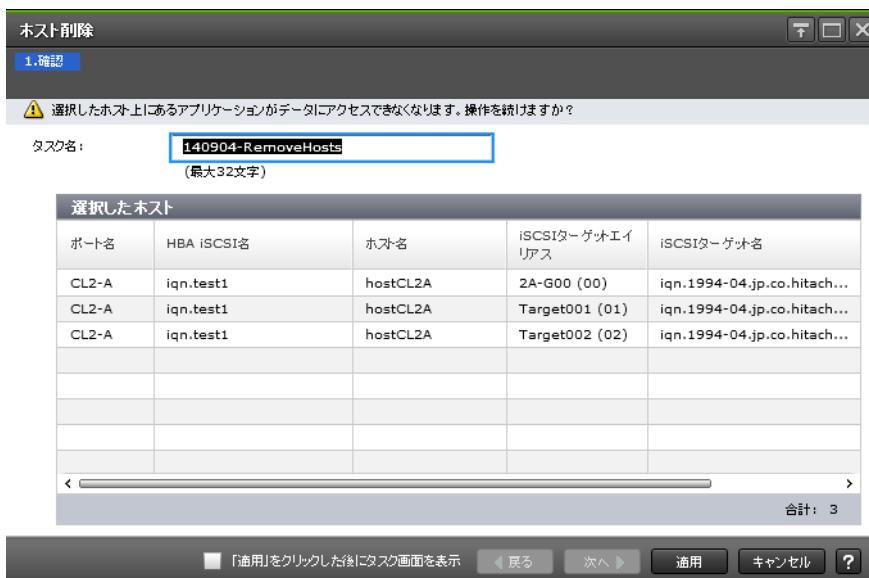 ホスト削除
1.確認
選択したホスト上にあるアプリケーションがデータにアクセスできなくなります。操作を続けますか？
タスク名：
140904-RemoveHosts
(最大32文字)
選択したホスト
ポート名 HBA iSCSI名 ホスト名 iSCSIターゲットエイリアス iSCSIターゲット名
CL2-A iqn.test1 hostCL2A 2A-G00 (00) iqn.1994-04.jp.co.hitach...
CL2-A iqn.test1 hostCL2A Target001 (01) iqn.1994-04.jp.co.hitach...
CL2-A iqn.test1 hostCL2A Target002 (02) iqn.1994-04.jp.co.hitach...
合計： 3
「適用」をクリックした後にタスク画面を表示 戻る 次へ 適用 キャンセル ?